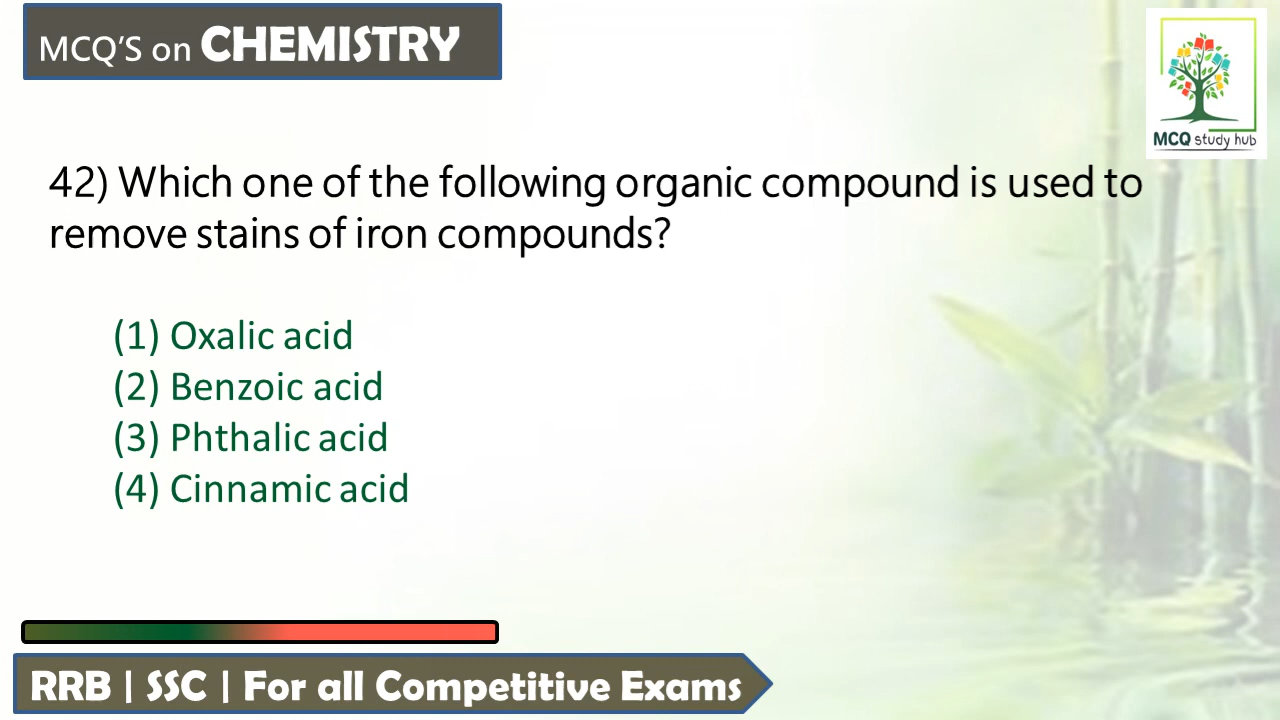 MCQ'S on CHEMISTRY
MCQ study hub
42) Which one of the following organic compound is used to
remove stains of iron compounds?
(1) Oxalic acid
(2) Benzoic acid
(3) Phthalic acid
(4) Cinnamic acid
RRB | SSC | For all Competitive Exams